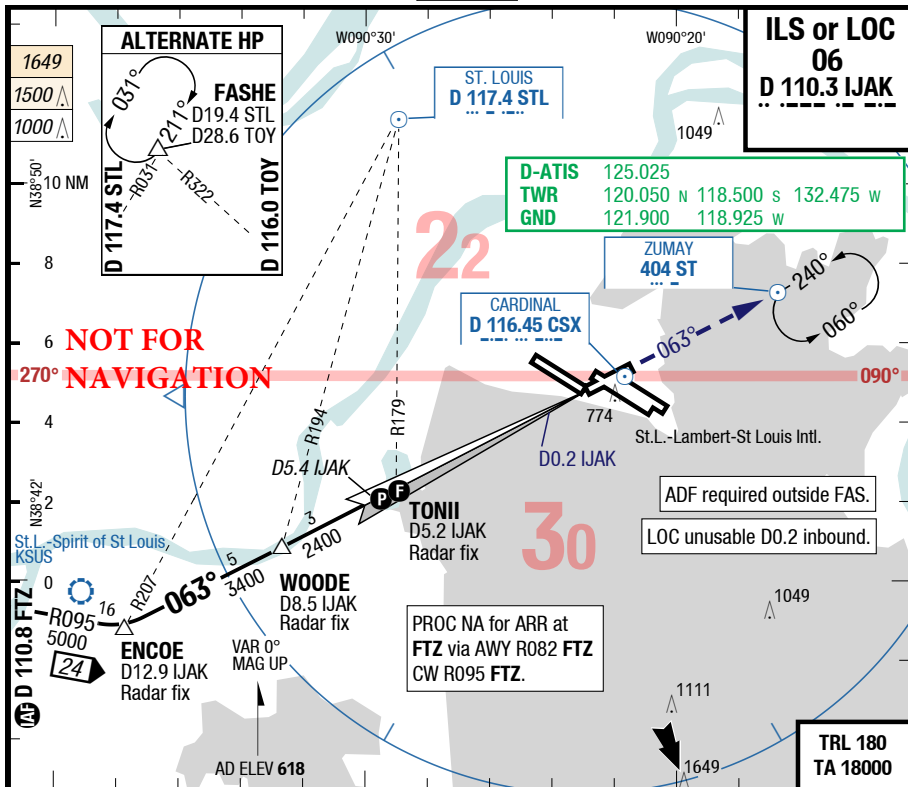 ILS or LOC
06
D 110.3 IJAK
W090°30'
W090°20'
1649
1500
1000
ALTERNATE HP
031°
211°
FASHE
D19.4 STL
D28.6 TOY
R031
R322
D 117.4 STL
D 116.0 TOY
ST. LOUIS
D 117.4 STL
1049
N38°50'
10 NM
D-ATIS 125.025
TWR 120.050 N 118.500 S 132.475 W
GND 121.900 118.925 W
22
8
ZUMAY
404 ST
240°
060°
CARDINAL
D 116.45 CSX
063°
6
NOT FOR
NAVIGATION
270°
090°
4
R194
R179
774
St.L.-Lambert-St Louis Intl.
D0.2 IJAK
D5.4 IJAK
N38°42'
2
P
F
TONII
D5.2 IJAK
Radar fix
ADF required outside FAS.
LOC unusable D0.2 inbound.
30
St.L.-Spirit of St Louis
KSUS
3
2400
5
3400
063°
WOODE
D8.5 IJAK
Radar fix
0
R207
R095
16
5000
24
ENCOE
D12.9 IJAK
Radar fix
IAF D 110.8 FTZ
VAR 0°
MAG UP
PROC NA for ARR at
FTZ via AWY R082 FTZ
CW R095 FTZ.
1049
1111
1649
AD ELEV 618
TRL 180
TA 18000